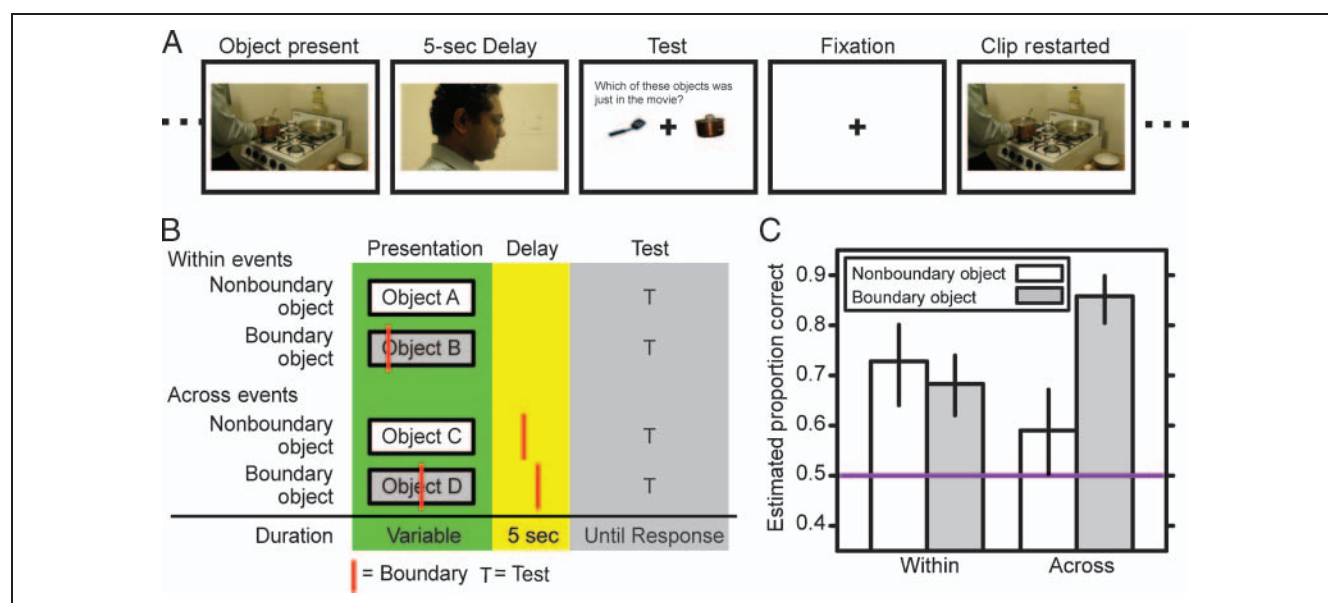 A
Object present
5-sec Delay
Test
Fixation
Clip restarted
Which of these objects was
just in the movie?
+
+
B
Presentation
Delay
Test
Within events
Nonboundary
object
Object A
T
Boundary
object
Object B
T
Across events
Nonboundary
object
Object C
T
Boundary
object
Object D
T
Duration
Variable
5 sec
Until Response
= Boundary T= Test
C
Estimated proportion correct
0.9
0.8
0.7
0.6
0.5
0.4
Nonboundary object
Boundary object
Within
Across